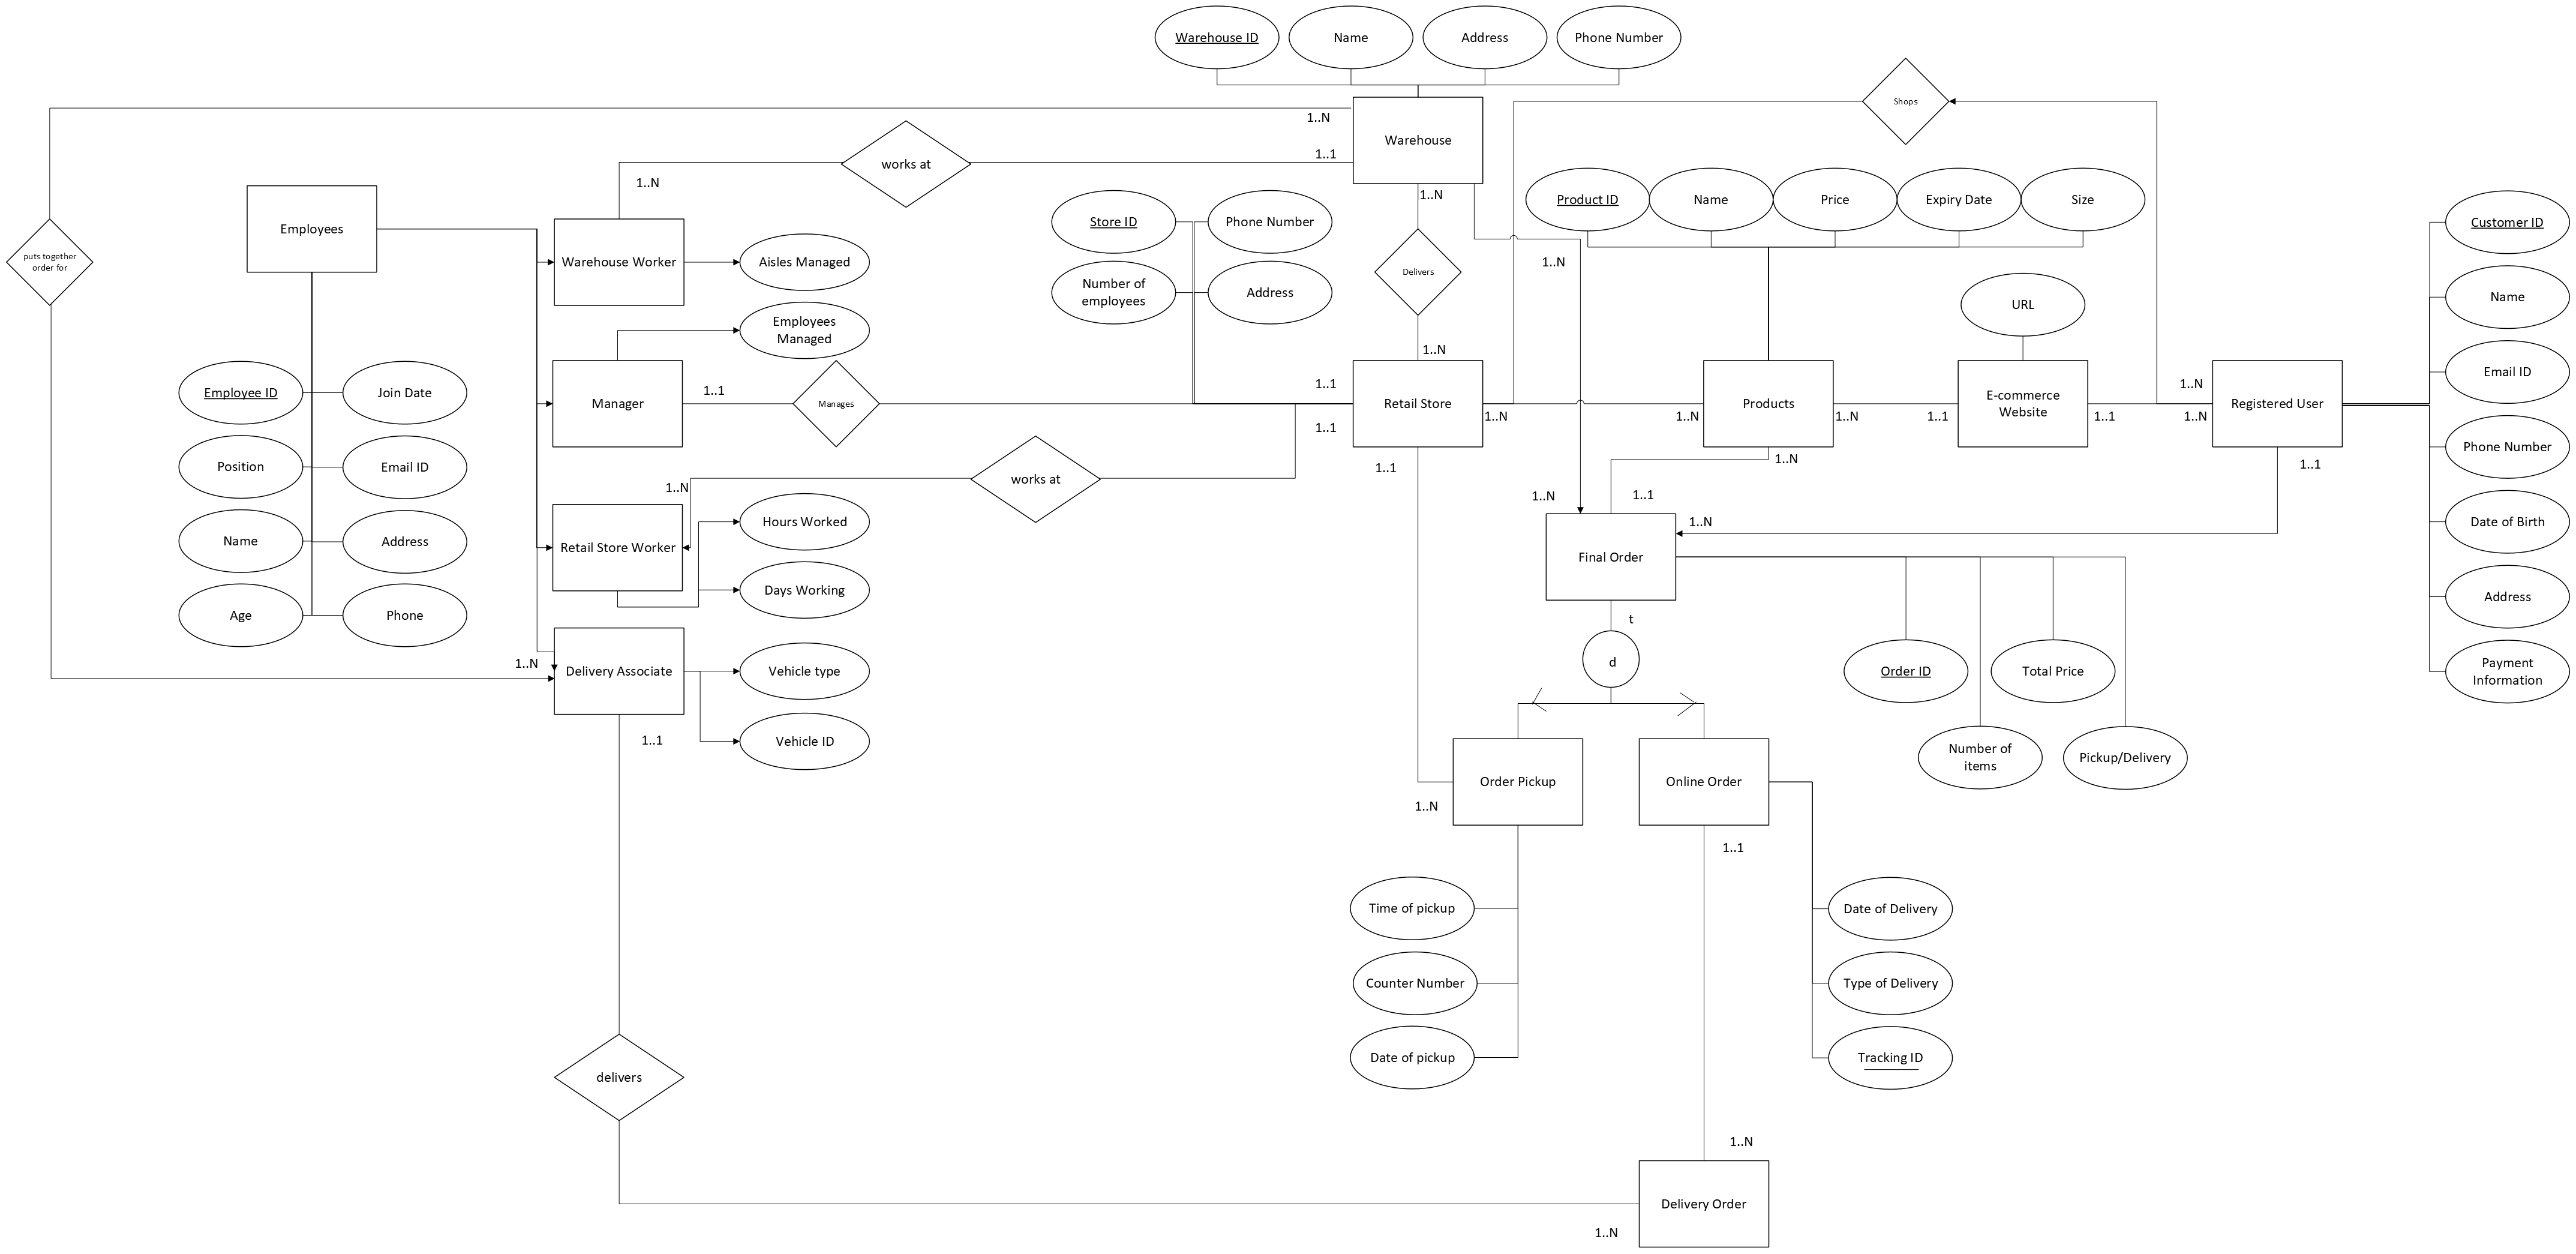 Warehouse ID
Name
Address
Phone Number
Shops
1..N
Warehouse
works at
1..1
1..N
1..N
Employees
puts together
order for
Warehouse Worker
Aisles Managed
Employees
Managed
Manager
1..1
Manages
Store ID
Phone Number
Number of
employees
Address
Delivers
1..N
1..N
Product ID
Name
Price
Expiry Date
Size
URL
1..1
Retail Store
1..N
1..1
1..1
1..N
Products
1..N
1..1
E-commerce
Website
1..1
1..N
1..N
Registered User
1..1
Customer ID
Name
Email ID
Phone Number
Date of Birth
Address
Payment
Information
Employee ID
Join Date
Position
Email ID
Name
Address
Age
Phone
1..N
works at
Retail Store Worker
Hours Worked
Days Working
1..N
Delivery Associate
Vehicle type
Vehicle ID
1..1
1..N
1..N
1..1
1..N
Final Order
t
d
Order ID
Total Price
Number of
items
Pickup/Delivery
Order Pickup
1..N
Online Order
1..1
Time of pickup
Counter Number
Date of pickup
Date of Delivery
Type of Delivery
Tracking ID
delivers
1..N
Delivery Order
1..N